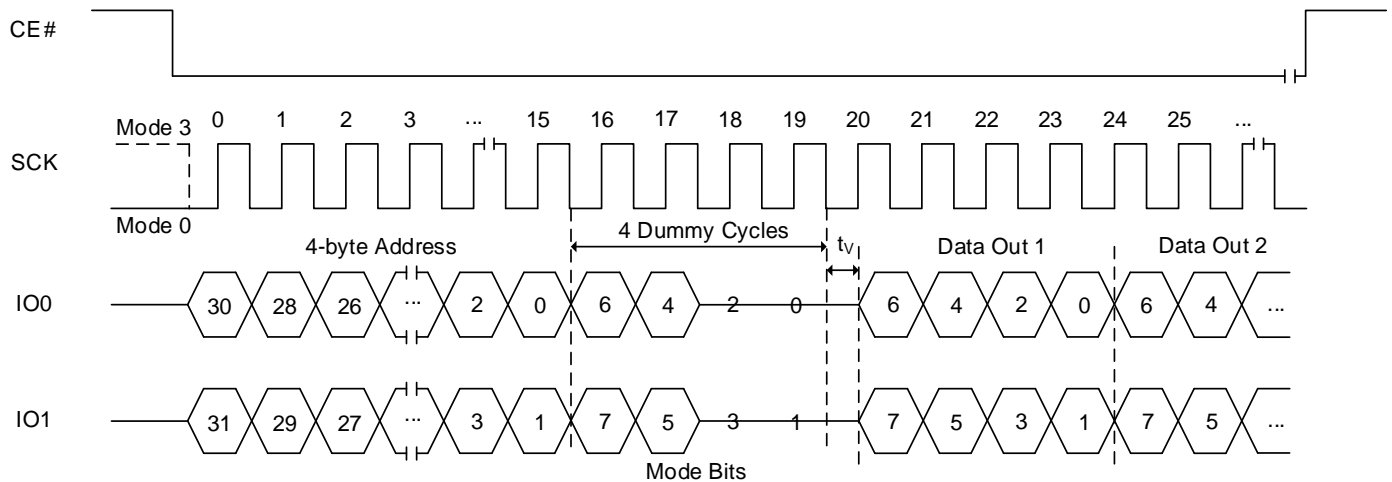 CE#
Mode 3 0 1 2 3 ... 15 16 17 18 19 20 21 22 23 24 25 ...
SCK
Mode 0
4-byte Address 4 Dummy Cycles tV Data Out 1 Data Out 2
IO0 30 28 26 ... 2 0 6 4 2 0 6 4 2 0 6 4 ...
IO1 31 29 27 ... 3 1 7 5 3 1 7 5 3 1 7 5 ...
Mode Bits